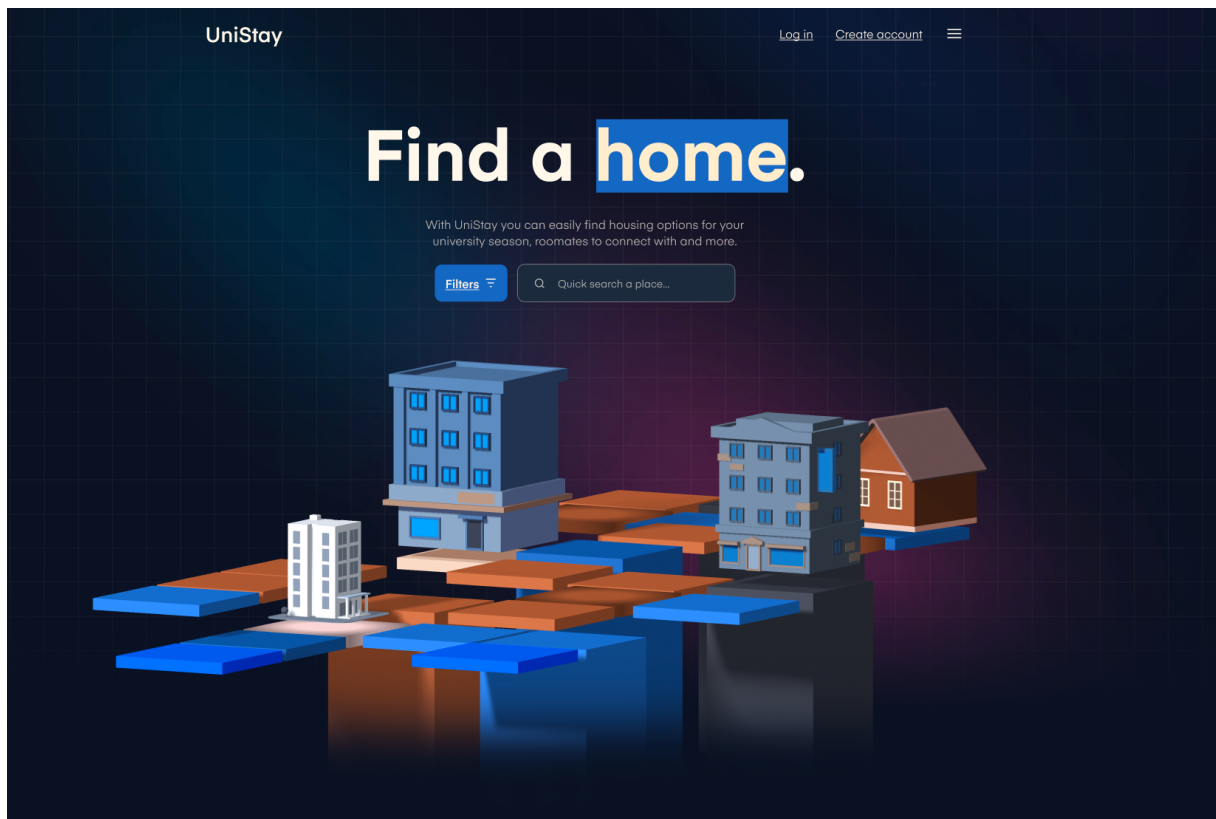 UniStay
Log in
Create account
Find a home.
With UniStay you can easily find housing options for your
university season, roomates to connect with and more.
Filters
Quick search a place...